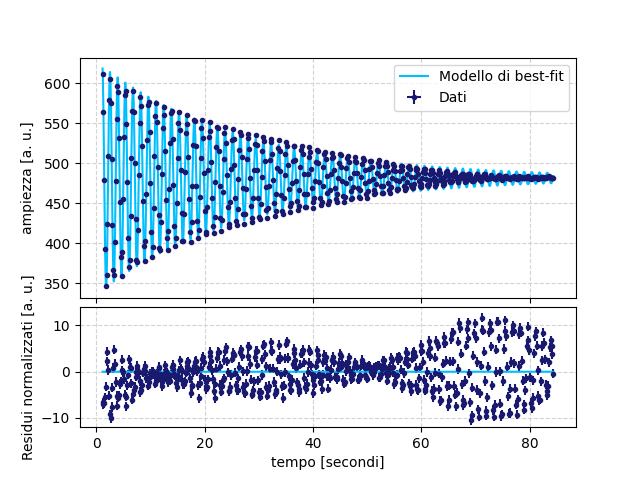 600
550
500
450
400
350
ampiezza [a. u.]
Modello di best-fit
Dati
10
0
−10
Residui normalizzati [a. u.]
0 20 40 60 80
tempo [secondi]